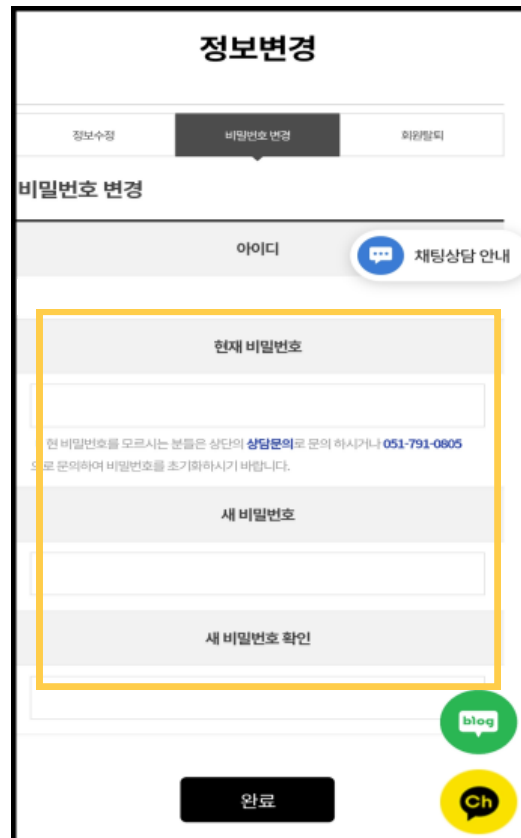 정보변경
정보수정
비밀번호 변경
회원탈퇴
비밀번호 변경
아이디
채팅상담 안내
현재 비밀번호
현 비밀번호를 모르시는 분들은 상단의 상담문의로 문의 하시거나 051-791-0805
으로 문의하여 비밀번호를 초기화하시기 바랍니다.
새 비밀번호
새 비밀번호 확인
blog
완료
Ch